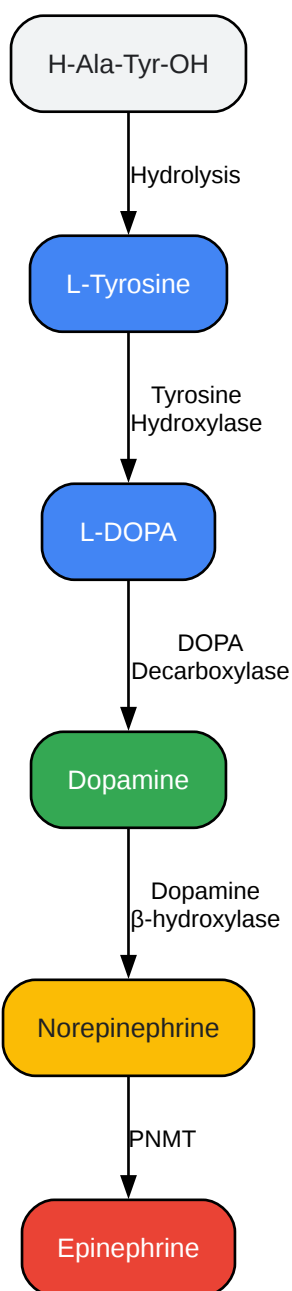 H-Ala-Tyr-OH
Hydrolysis
L-Tyrosine
Tyrosine
Hydroxylase
L-DOPA
DOPA
Decarboxylase
Dopamine
Dopamine
β-hydroxylase
Norepinephrine
PNMT
Epinephrine